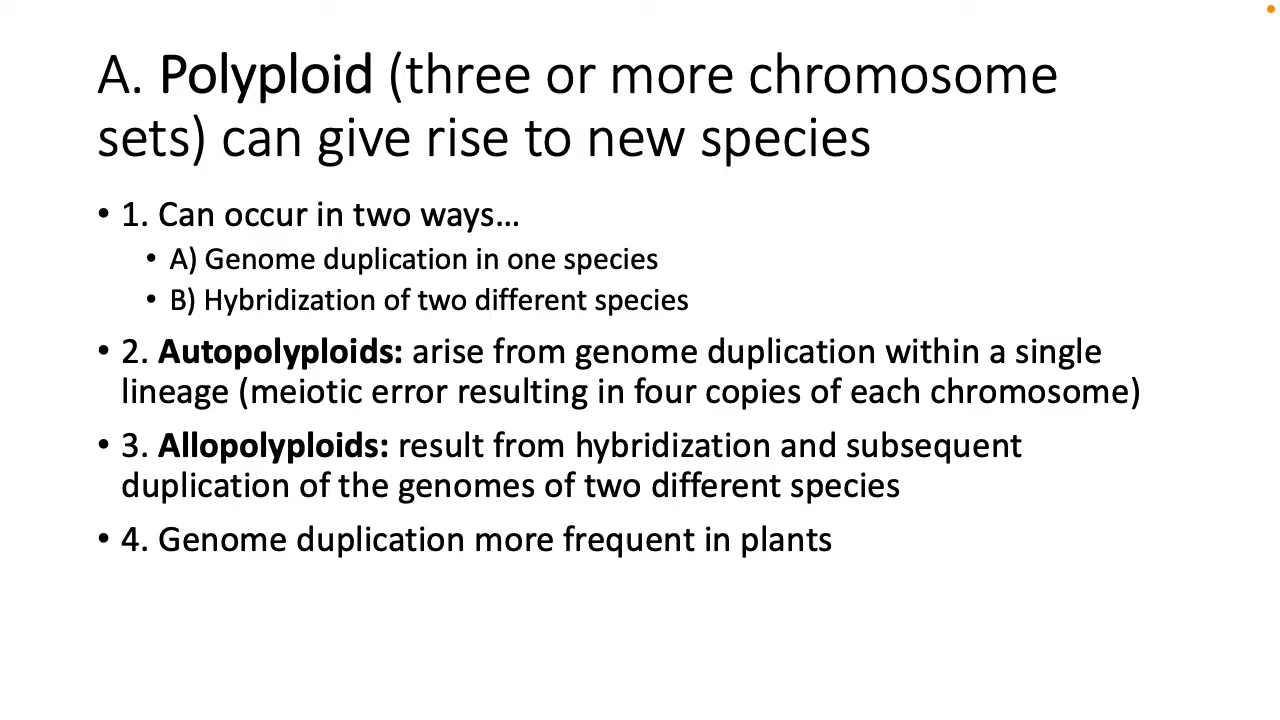 A. Polyploid (three or more chromosome
sets) can give rise to new species
• 1. Can occur in two ways…
• A) Genome duplication in one species
• B) Hybridization of two different species
• 2. Autopolyploids: arise from genome duplication within a single
lineage (meiotic error resulting in four copies of each chromosome)
• 3. Allopolyploids: result from hybridization and subsequent
duplication of the genomes of two different species
• 4. Genome duplication more frequent in plants